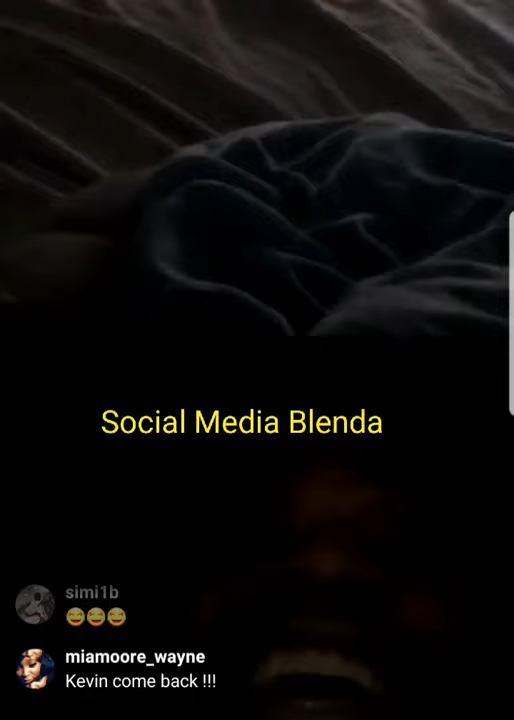 Social Media Blenda
simi1b
😆😆😆
miamoore_wayne
Kevin come back !!!